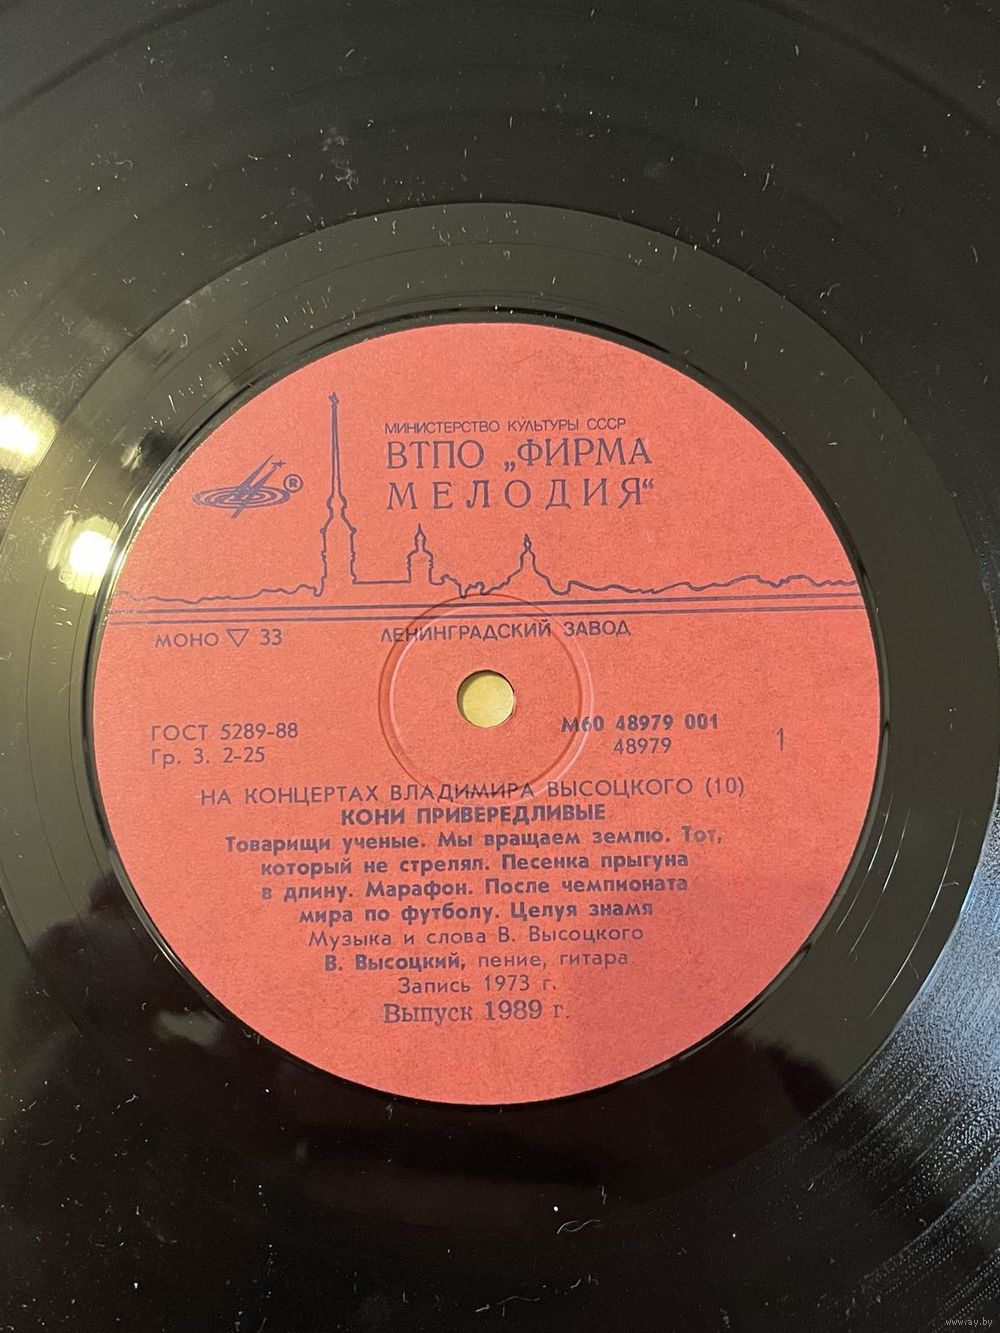 МИНИСТЕРСТВО КУЛЬТУРЫ СССР
ВТПО „ФИРМА
МЕЛОДИЯ“
®
МОНО ▽ 33
ЛЕНИНГРАДСКИЙ ЗАВОД
ГОСТ 5289-88
Гр. 3. 2-25
М60 48979 001
48979
1
НА КОНЦЕРТАХ ВЛАДИМИРА ВЫСОЦКОГО (10)
КОНИ ПРИВЕРЕДЛИВЫЕ
Товарищи ученые. Мы вращаем землю. Тот,
который не стрелял. Песенка прыгуна
в длину. Марафон. После чемпионата
мира по футболу. Целуя знамя
Музыка и слова В. Высоцкого
В. Высоцкий, пение, гитара
Запись 1973 г.
Выпуск 1989 г.
www.ay.by